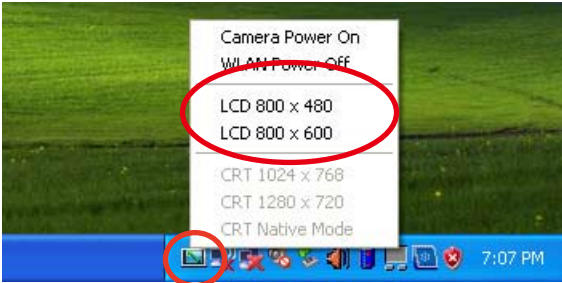 Camera Power On
WLAN Power Off
LCD 800 x 480
LCD 800 x 600
CRT 1024 x 768
CRT 1280 x 720
CRT Native Mode
7:07 PM